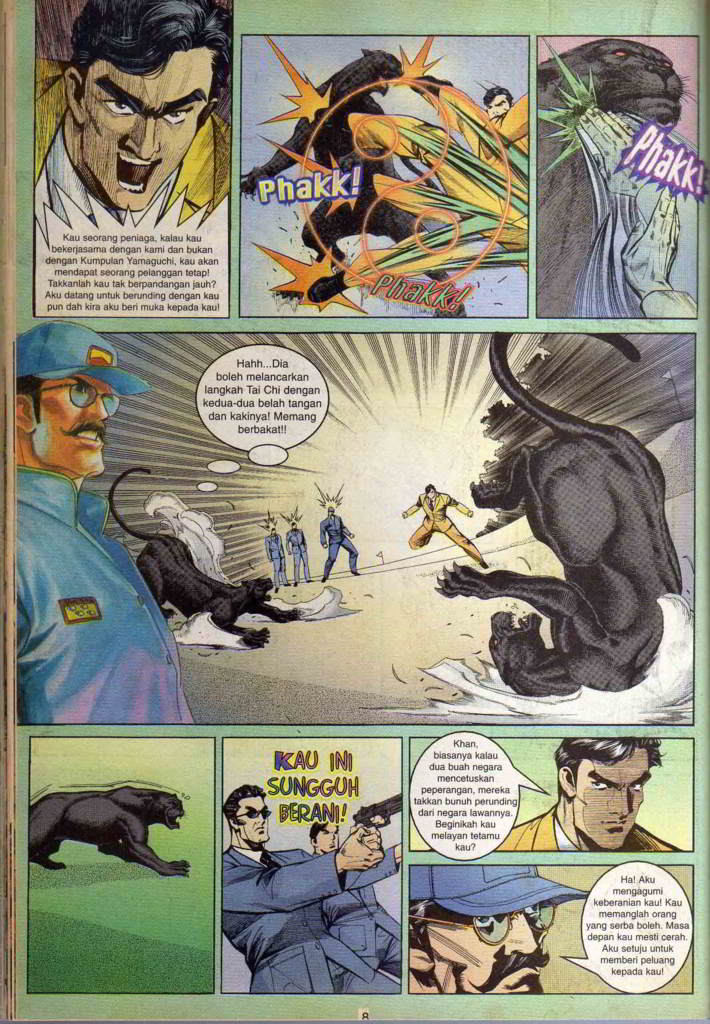 Kau seorang peniaga, kalau kau
bekerjasama dengan kami dan bukan
dengan Kumpulan Yamaguchi, kau akan
mendapat seorang pelanggan tetap!
Takkanlah kau tak berpandangan jauh?
Aku datang untuk berunding dengan kau
pun dah kira aku beri muka kepada kau!
Phakk!
Phakk!
Phakk!
Hahh...Dia
boleh melancarkan
langkah Tai Chi dengan
kedua-dua belah tangan
dan kakinya! Memang
berbakat!!
KAU INI
SUNGGUH
BERANI!
Khan,
biasanya kalau
dua buah negara
mencetuskan
peperangan, mereka
takkan bunuh perunding
dari negara lawannya.
Beginikah kau
melayan tetamu
kau?
Ha! Aku
mengagumi
keberanian kau! Kau
memanglah orang
yang serba boleh. Masa
depan kau mesti cerah.
Aku setuju untuk
memberi peluang
kepada kau!
8